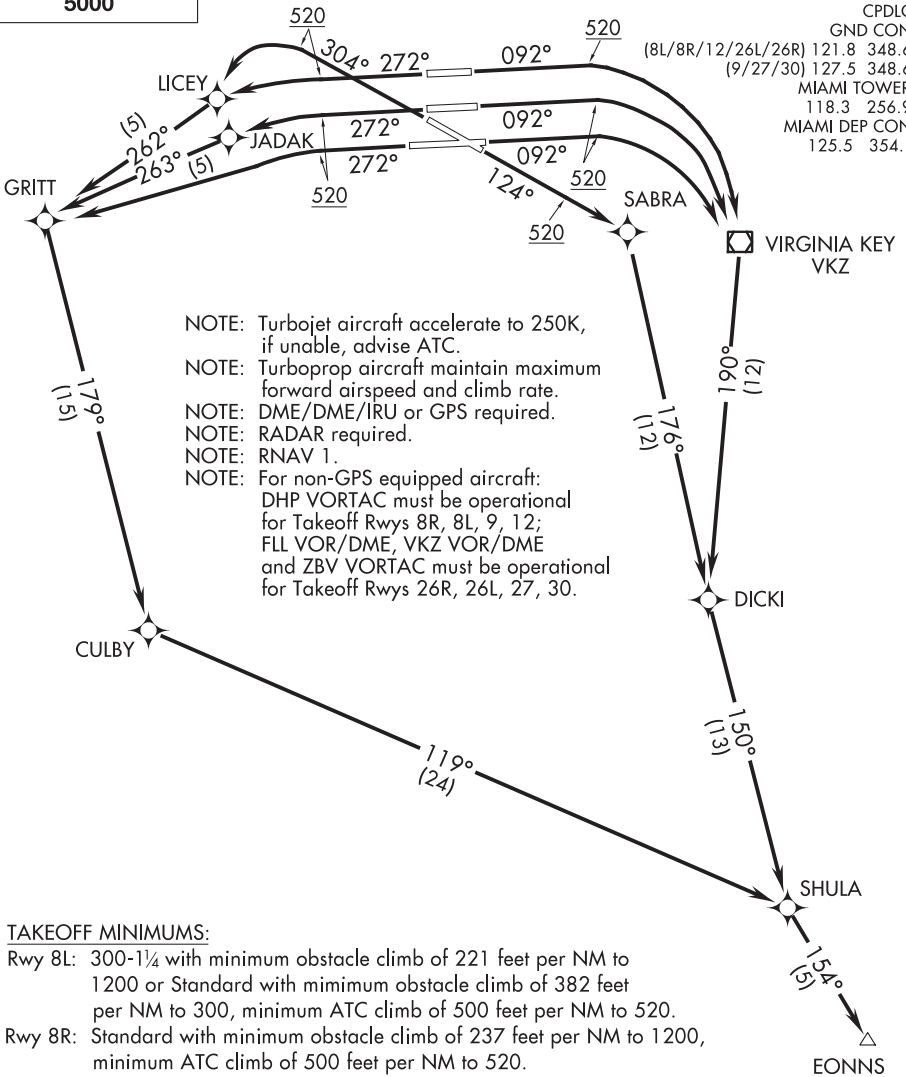 5000
CPDLC
GND CON
(8L/8R/12/26L/26R) 121.8 348.6
(9/27/30) 127.5 348.6
MIAMI TOWER
118.3 256.9
MIAMI DEP CON
125.5 354.
520
304°
272°
092°
520
LICEY
(5)
262°
JADAK
272°
092°
263°
(5)
272°
092°
520
520
124°
520
GRITT
SABRA
VIRGINIA KEY
VKZ
NOTE: Turbojet aircraft accelerate to 250K,
if unable, advise ATC.
NOTE: Turboprop aircraft maintain maximum
forward airspeed and climb rate.
NOTE: DME/DME/IRU or GPS required.
NOTE: RADAR required.
NOTE: RNAV 1.
NOTE: For non-GPS equipped aircraft:
DHP VORTAC must be operational
for Takeoff Rwys 8R, 8L, 9, 12;
FLL VOR/DME, VKZ VOR/DME
and ZBV VORTAC must be operational
for Takeoff Rwys 26R, 26L, 27, 30.
179°
(15)
176°
(12)
190°
(12)
DICKI
CULBY
150°
(13)
119°
(24)
SHULA
154°
(5)
EONNS
TAKEOFF MINIMUMS:
Rwy 8L: 300-1¼ with minimum obstacle climb of 221 feet per NM to
1200 or Standard with mimimum obstacle climb of 382 feet
per NM to 300, minimum ATC climb of 500 feet per NM to 520.
Rwy 8R: Standard with minimum obstacle climb of 237 feet per NM to 1200,
minimum ATC climb of 500 feet per NM to 520.